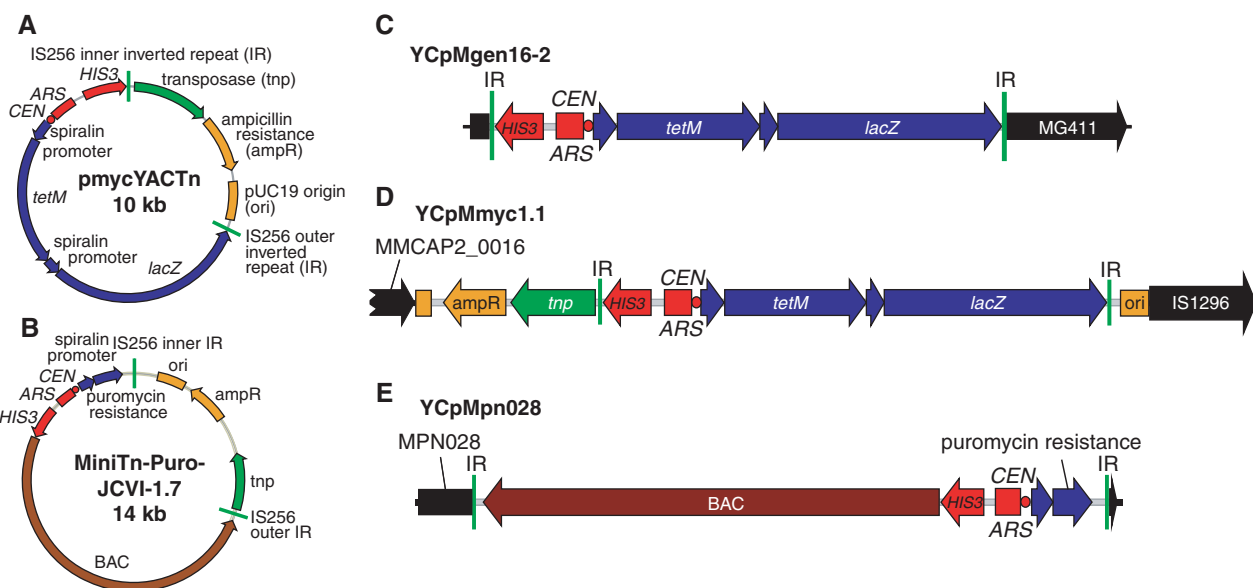 A
IS256 inner inverted repeat (IR)
HIS3
transposase (tnp)
ARS
CEN
spiralin
promoter
ampicillin
resistance
(ampR)
pmycYACTn
10 kb
tetM
pUC19 origin
(ori)
spiralin
promoter
lacZ
IS256 outer
inverted
repeat (IR)
B
spiralin
promoter
IS256 inner IR
ori
CEN
ARS
puromycin
resistance
ampR
HIS3
MiniTn-Puro-
JCVI-1.7
14 kb
tnp
IS256
outer IR
BAC
C
YCpMgen16-2
IR
CEN
IR
HIS3
tetM
lacZ
MG411
ARS
D
YCpMmyc1.1
MMCAP2_0016
IR
CEN
IR
ampR
tnp
HIS3
tetM
lacZ
ori
IS1296
ARS
E
YCpMpn028
MPN028
puromycin resistance
IR
CEN
IR
BAC
HIS3
ARS